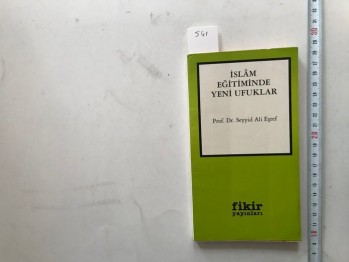 541
İSLÂM
EĞİTİMİNDE
YENİ UFUKLAR
Prof. Dr. Seyyid Ali Eşref
fikir
yayınları